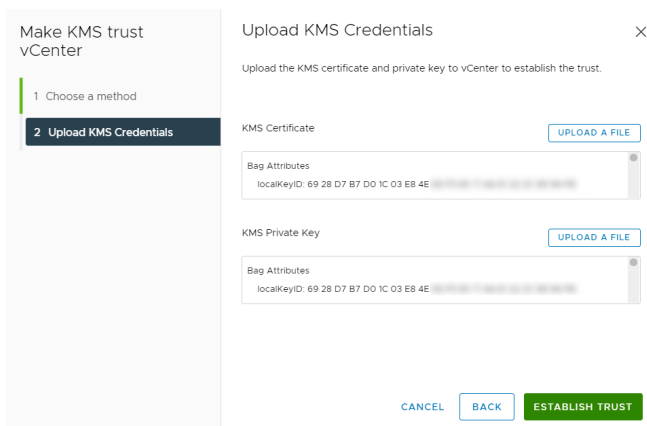 Make KMS trust
vCenter
1 Choose a method
2 Upload KMS Credentials
Upload KMS Credentials
Upload the KMS certificate and private key to vCenter to establish the trust.
KMS Certificate
UPLOAD A FILE
Bag Attributes
localKeyID: 69 28 D7 B7 D0 1C 03 E8 4E
KMS Private Key
UPLOAD A FILE
Bag Attributes
localKeyID: 69 28 D7 B7 D0 1C 03 E8 4E
CANCEL BACK ESTABLISH TRUST